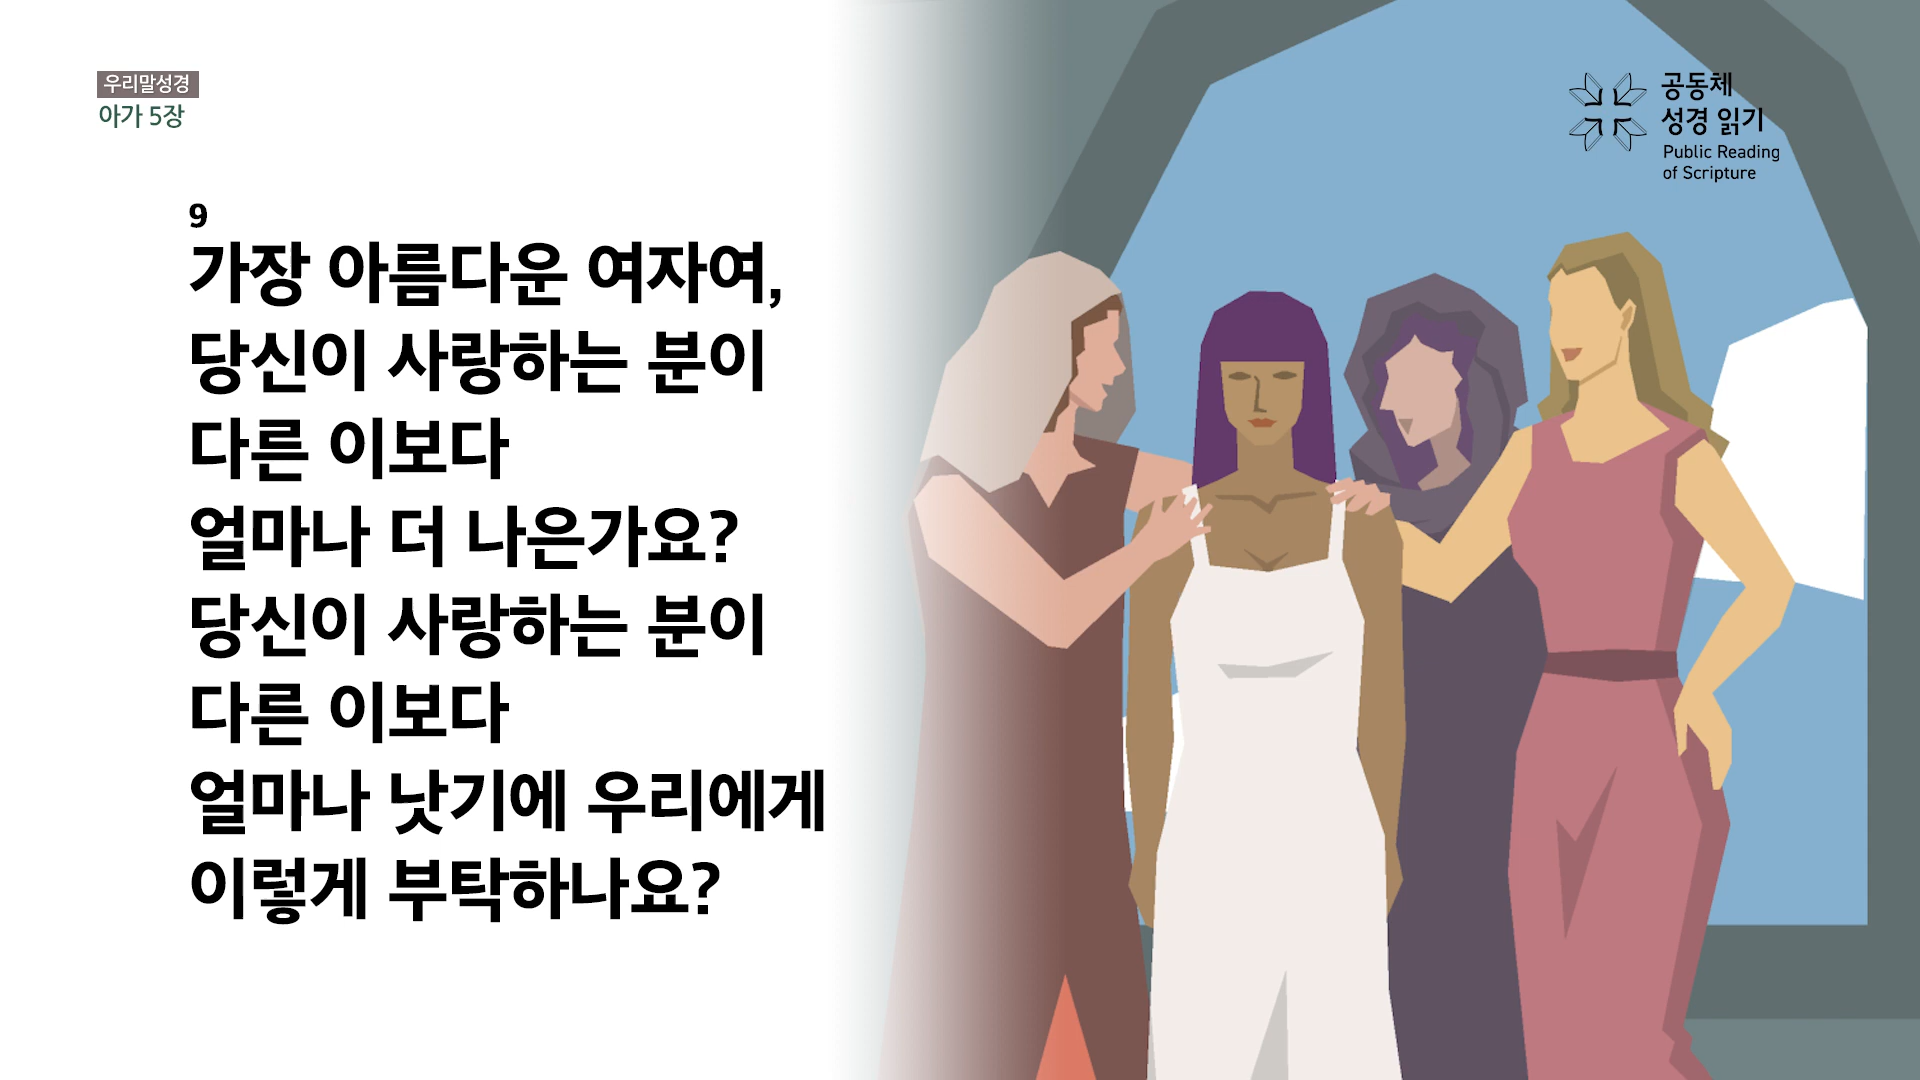 우리말성경
아가 5장
공동체
성경 읽기
Public Reading
of Scripture
9
가장 아름다운 여자여,
당신이 사랑하는 분이
다른 이보다
얼마나 더 나은가요?
당신이 사랑하는 분이
다른 이보다
얼마나 낫기에 우리에게
이렇게 부탁하나요?